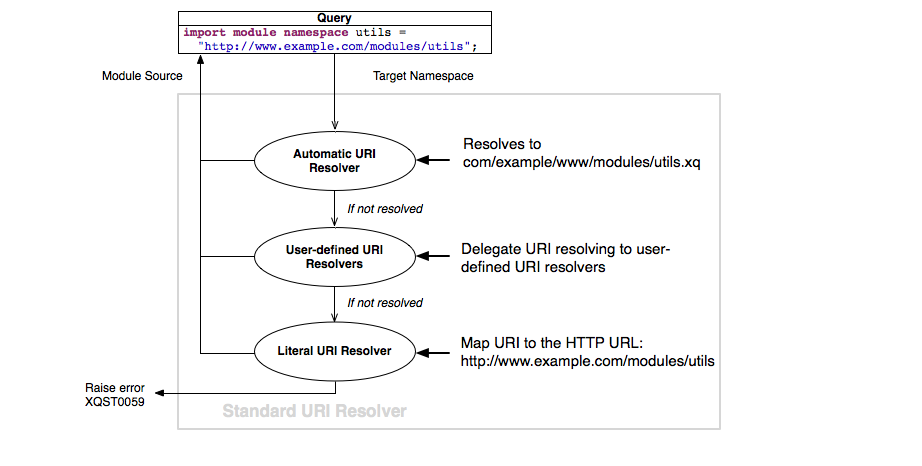 Query
import module namespace utils =
"http://www.example.com/modules/utils";
Module Source
Target Namespace
Automatic URI
Resolver
Resolves to
com/example/www/modules/utils.xq
If not resolved
User-defined URI
Resolvers
Delegate URI resolving to user-
defined URI resolvers
If not resolved
Literal URI Resolver
Map URI to the HTTP URL:
http://www.example.com/modules/utils
Raise error
XQST0059
Standard URI Resolver